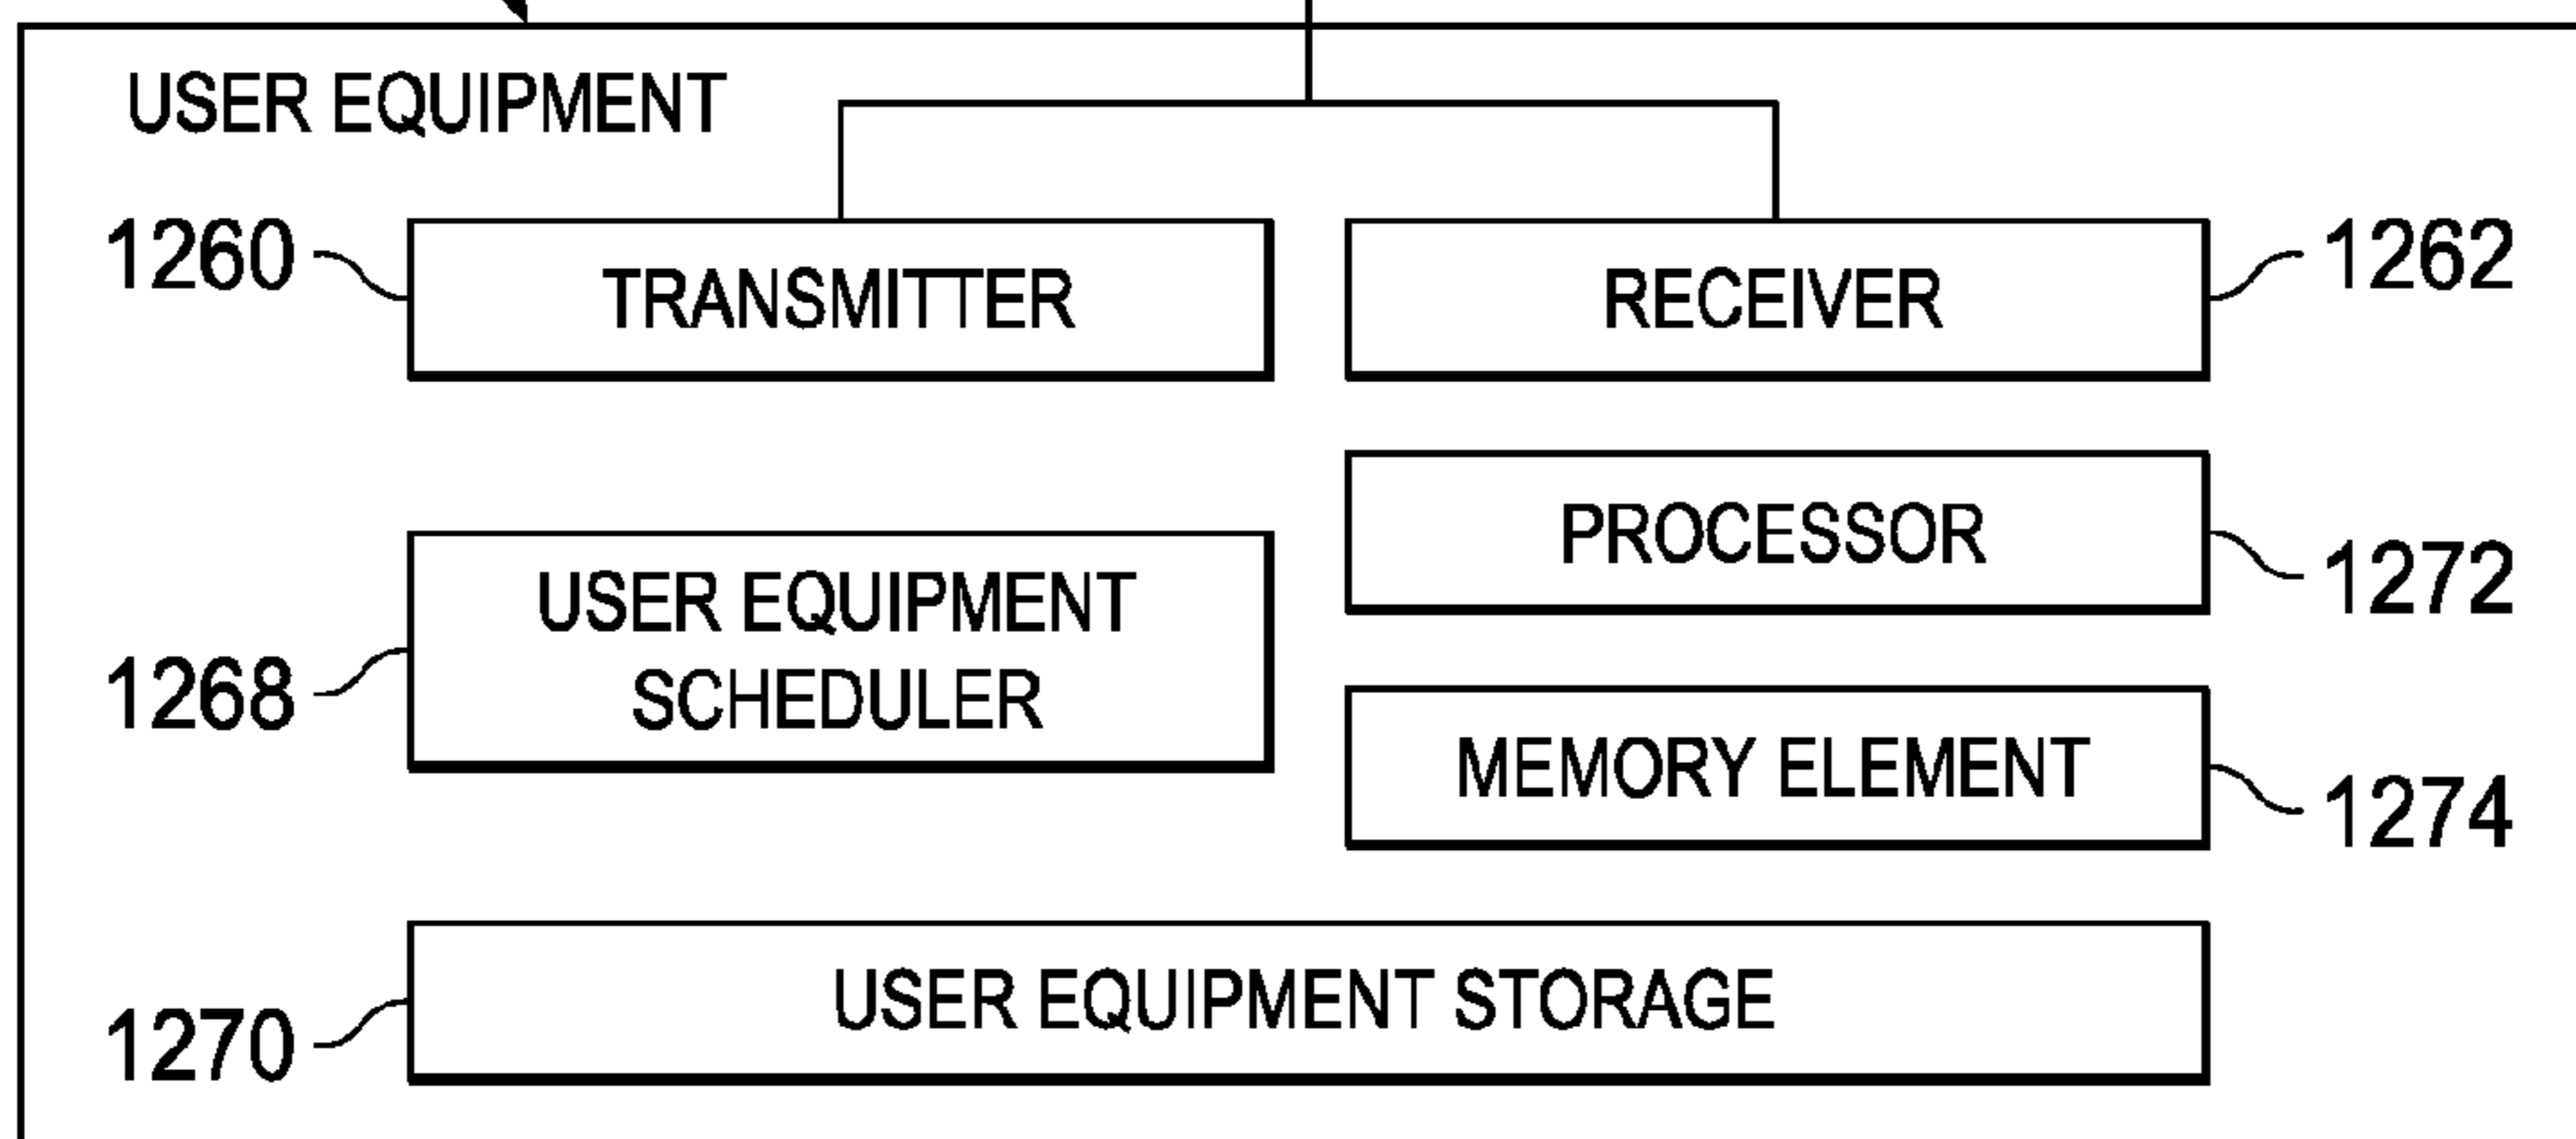 USER EQUIPMENT
1260
TRANSMITTER
RECEIVER
1262
PROCESSOR
1272
USER EQUIPMENT
SCHEDULER
1268
MEMORY ELEMENT
1274
USER EQUIPMENT STORAGE
1270